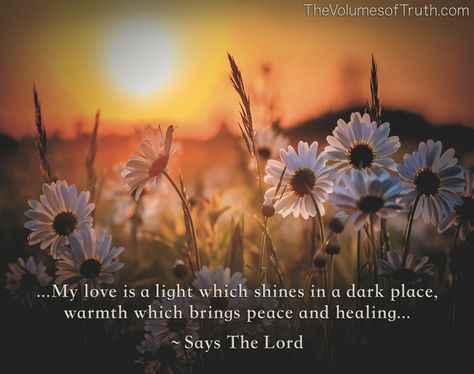 TheVolumesofTruth.com
...My love is a light which shines in a dark place,
warmth which brings peace and healing...
~ Says The Lord